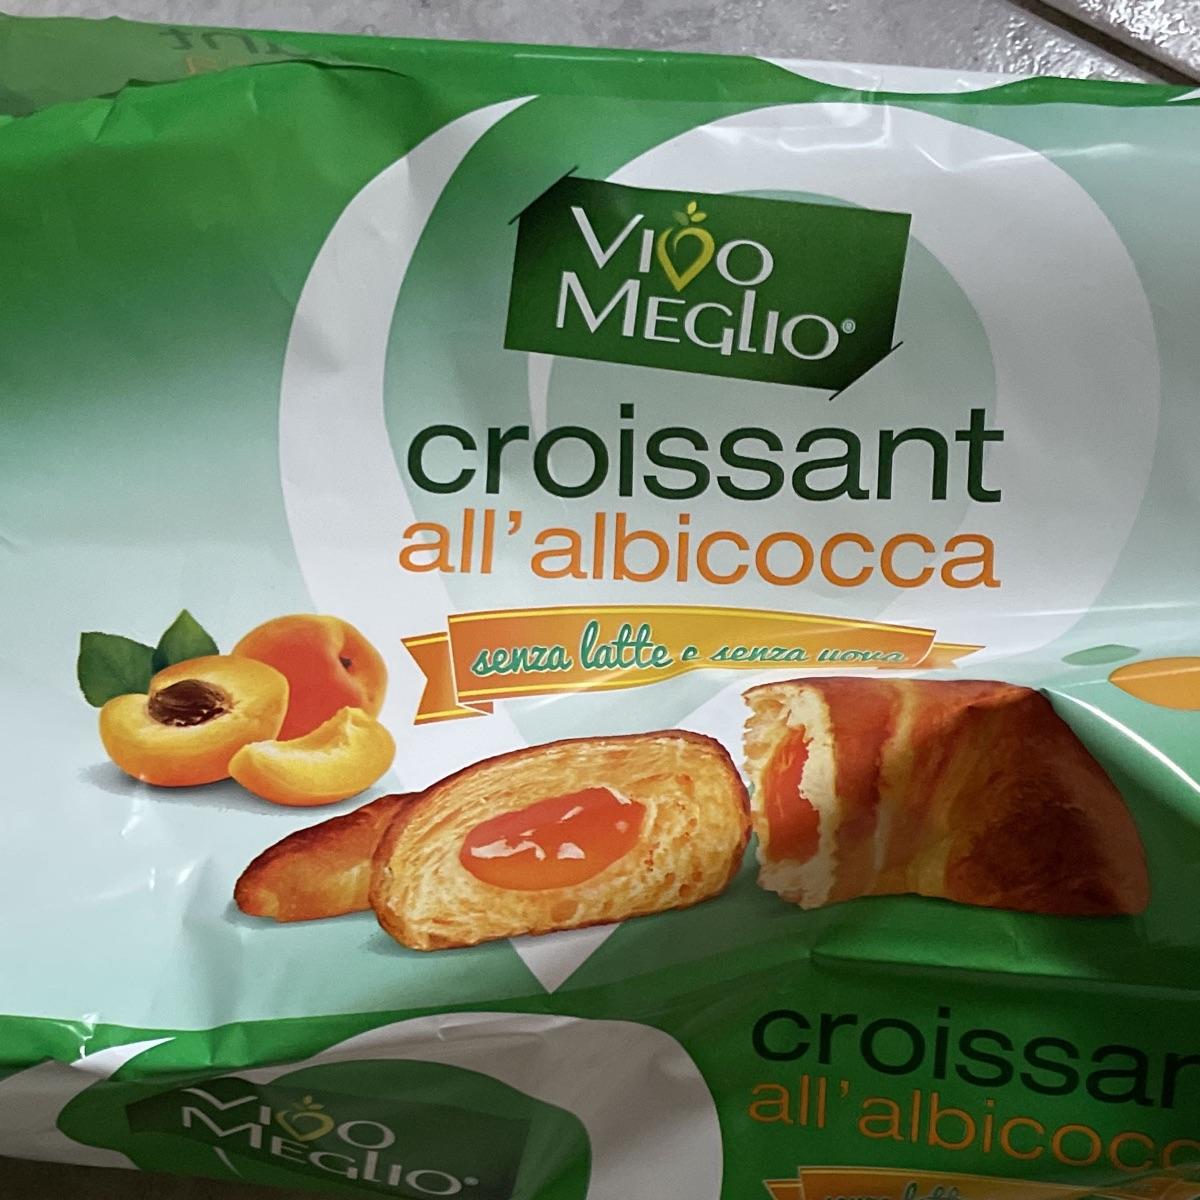 Vivo
Meglio®
croissant
all'albicocca
senza latte e senza uova
croissan
all'albicocc
Vivo
Meglio®